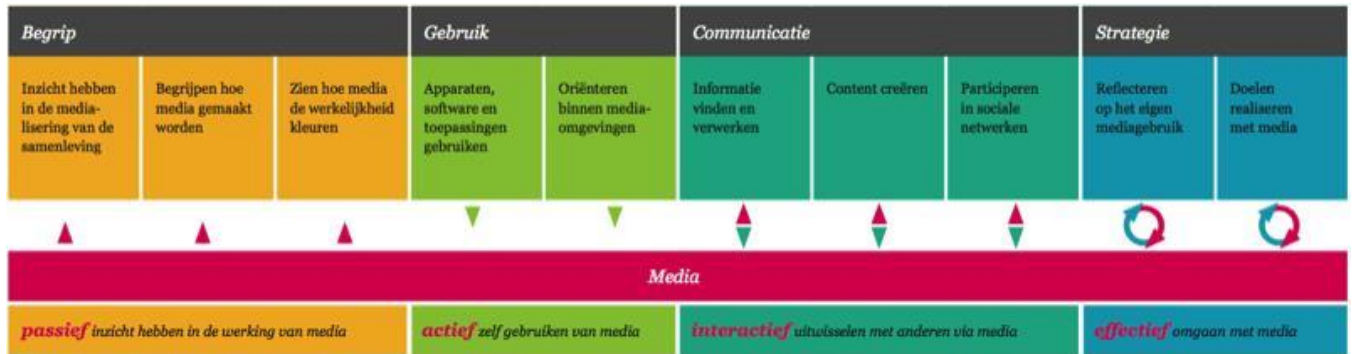 Begrip
Gebruik
Communicatie
Strategie
Inzicht hebben
in de media-
lisering van de
samenleving
Begrijpen hoe
media gemaakt
worden
Zien hoe media
de werkelijkheid
kleuren
Apparaten,
software en
toepassingen
gebruiken
Oriënteren
binnen media-
omgevingen
Informatie
vinden en
verwerken
Content creëren
Participeren
in sociale
netwerken
Reflecteren
op het eigen
mediagebruik
Doelen
realiseren
met media
Media
passief inzicht hebben in de werking van media
actief zelf gebruiken van media
interactief uitwisselen met anderen via media
effectief omgaan met media